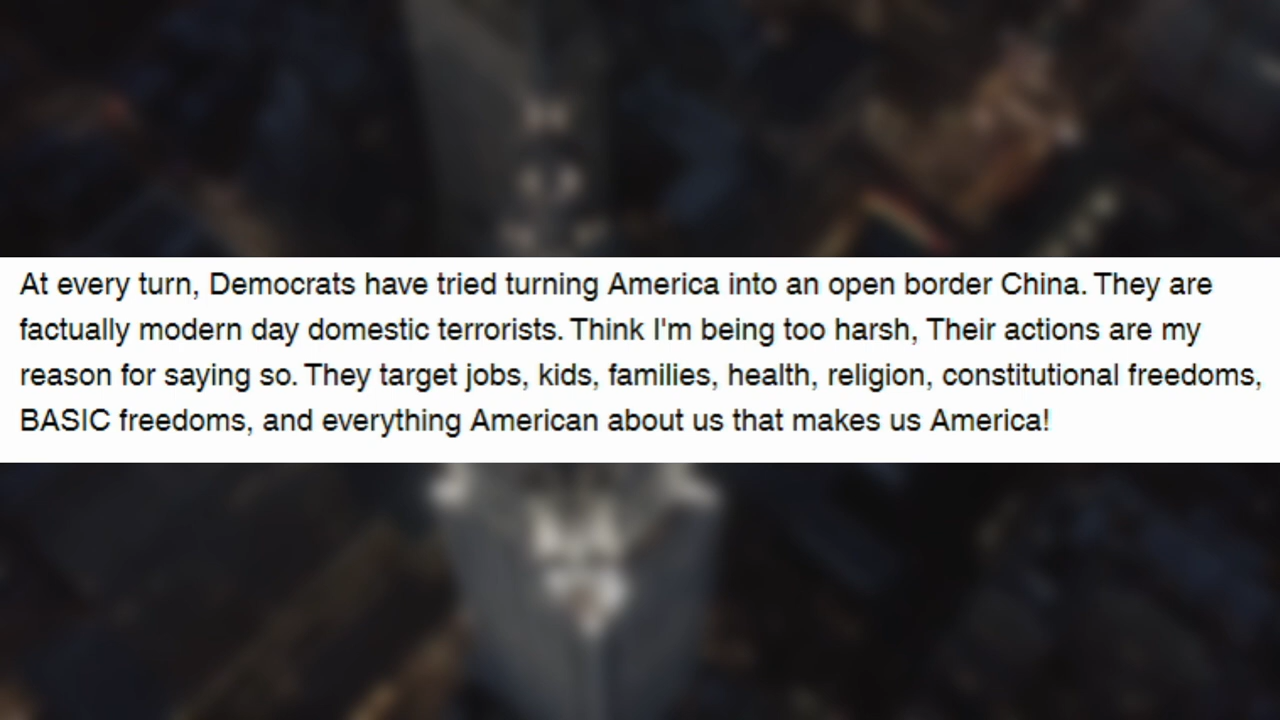 At every turn, Democrats have tried turning America into an open border China. They are
factually modern day domestic terrorists. Think I'm being too harsh, Their actions are my
reason for saying so. They target jobs, kids, families, health, religion, constitutional freedoms,
BASIC freedoms, and everything American about us that makes us America!